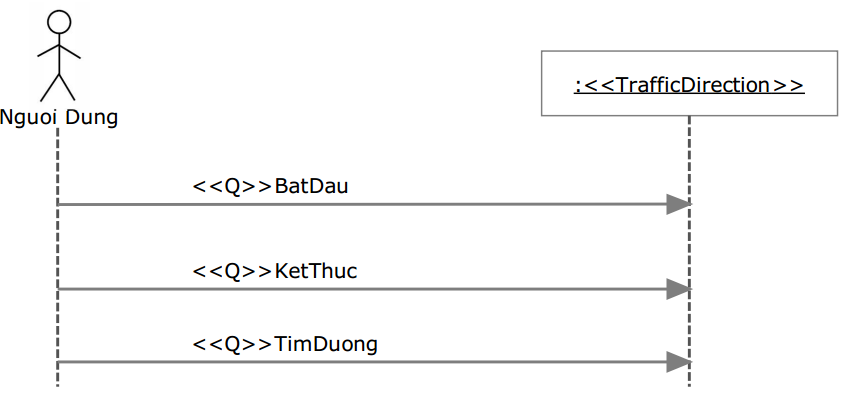 :<<TrafficDirection>>
Nguoi Dung
<<Q>>BatDau
<<Q>>KetThuc
<<Q>>TimDuong